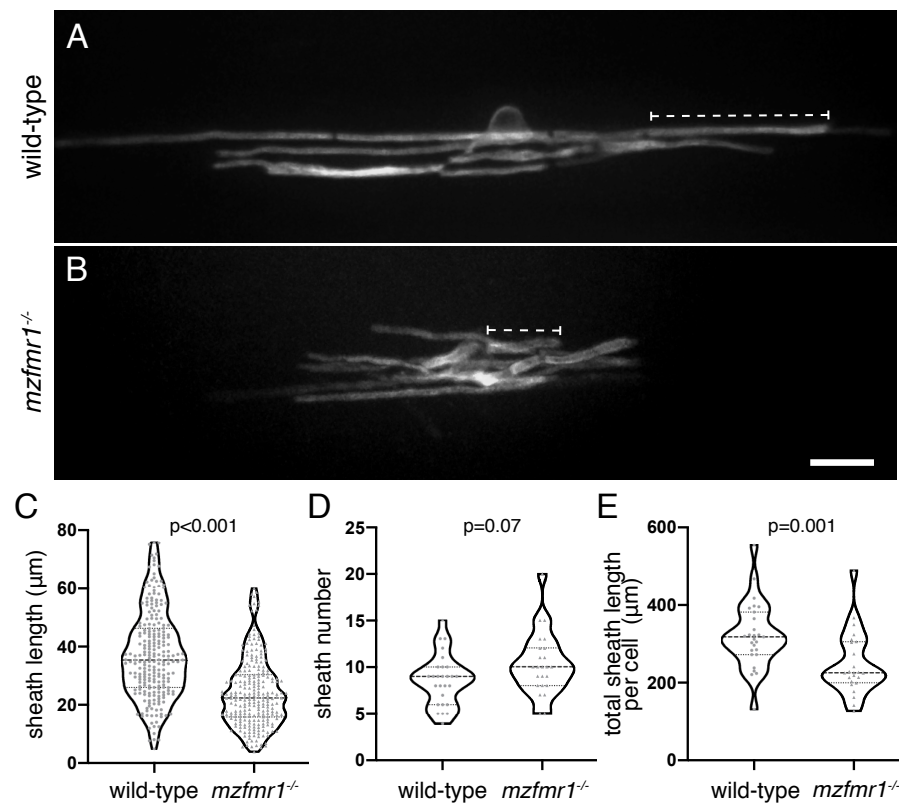 A
wild-type
B
mzfmr1-/-
C
p<0.001
sheath length (µm)
80
60
40
20
0
wild-type mzfmr1-/-
D
p=0.07
sheath number
25
20
15
10
5
0
wild-type mzfmr1-/-
E
p=0.001
total sheath length
per cell (µm)
600
400
200
0
wild-type mzfmr1-/-